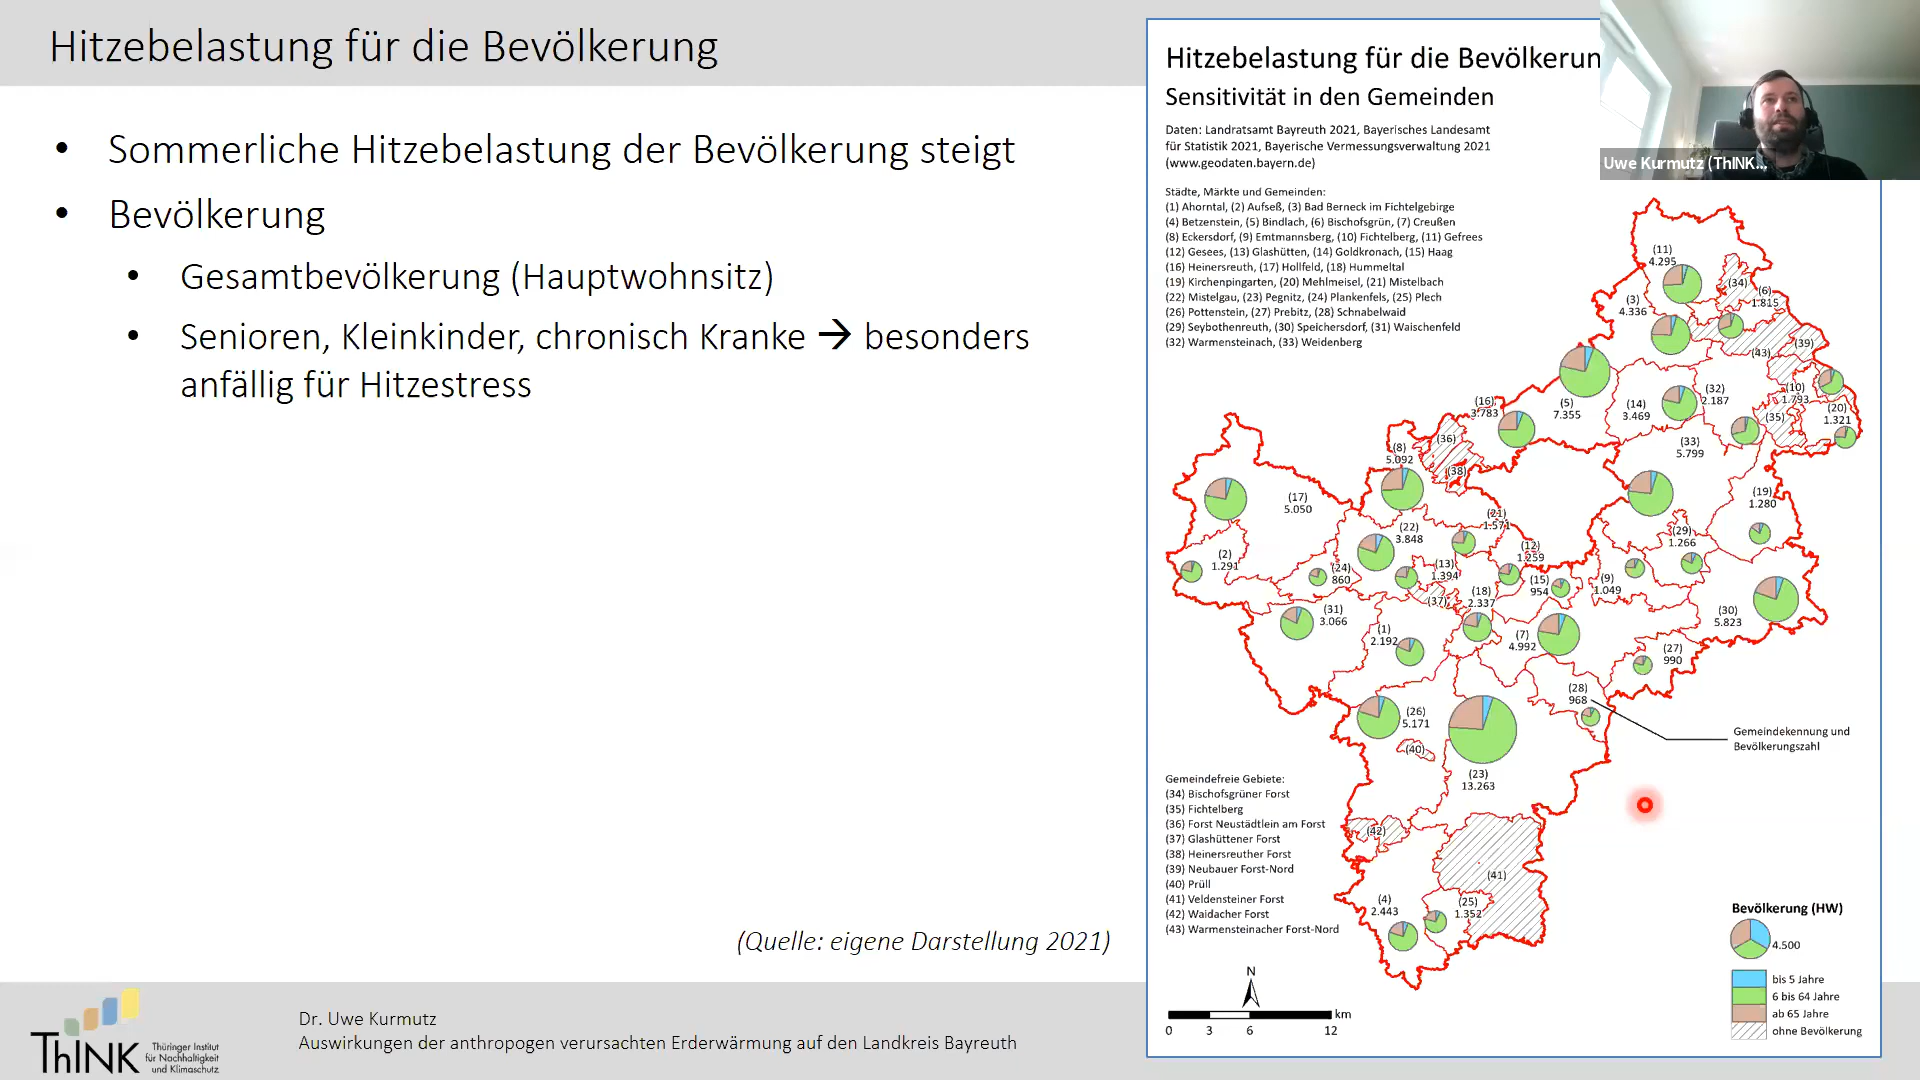 Hitzebelastung für die Bevölkerung
• Sommerliche Hitzebelastung der Bevölkerung steigt
• Bevölkerung
• Gesamtbevölkerung (Hauptwohnsitz)
• Senioren, Kleinkinder, chronisch Kranke → besonders
anfällig für Hitzestress
(Quelle: eigene Darstellung 2021)
Hitzebelastung für die Bevölkerun
Sensitivität in den Gemeinden
Daten: Landratsamt Bayreuth 2021, Bayerisches Landesamt
für Statistik 2021, Bayerische Vermessungsverwaltung 2021
(www.geodaten.bayern.de)
Städte, Märkte und Gemeinden:
(1) Ahorntal, (2) Aufseß, (3) Bad Berneck im Fichtelgebirge
(4) Betzenstein, (5) Bindlach, (6) Bischofsgrün, (7) Creußen
(8) Eckersdorf, (9) Emtmannsberg, (10) Fichtelberg, (11) Gefrees
(12) Gesees, (13) Glashütten, (14) Goldkronach, (15) Haag
(16) Heinersreuth, (17) Hollfeld, (18) Hummeltal
(19) Kirchenpingarten, (20) Mehlmeisel, (21) Mistelbach
(22) Mistelgau, (23) Pegnitz, (24) Plankenfels, (25) Plech
(26) Pottenstein, (27) Prebitz, (28) Schnabelwaid
(29) Seybothenreuth, (30) Speichersdorf, (31) Waischenfeld
(32) Warmensteinach, (33) Weidenberg
Uwe Kurmutz (ThINK...
(11)
4.295
(34)
(6)
1.815
(3)
4.336
(43)
(39)
(5)
7.355
(14)
3.469
(32)
2.187
(10)
1.793
(20)
1.321
(35)
(16)
3.783
(33)
5.799
(36)
(8)
5.092
(38)
(17)
5.050
(19)
1.280
(21)
1.571
(22)
3.848
(29)
1.266
(2)
1.291
(12)
1.259
(24)
860
(13)
1.394
(15)
954
(9)
1.049
(37)
(18)
2.337
(31)
3.066
(30)
5.823
(1)
2.192
(7)
4.992
(27)
990
(28)
968
(26)
5.171
(40)
(23)
13.263
Gemeindekennung und
Bevölkerungszahl
(42)
(41)
(4)
2.443
(25)
1.352
Gemeindefreie Gebiete:
(34) Bischofsgrüner Forst
(35) Fichtelberg
(36) Forst Neustädtlein am Forst
(37) Glashüttener Forst
(38) Heinersreuther Forst
(39) Neubauer Forst-Nord
(40) Prüll
(41) Veldensteiner Forst
(42) Waidacher Forst
(43) Warmensteinacher Forst-Nord
N
km
0 3 6 12
Bevölkerung (HW)
4.500
bis 5 Jahre
6 bis 64 Jahre
ab 65 Jahre
ohne Bevölkerung
ThINK
Thüringer Institut
für Nachhaltigkeit
und Klimaschutz
Dr. Uwe Kurmutz
Auswirkungen der anthropogen verursachten Erderwärmung auf den Landkreis Bayreuth